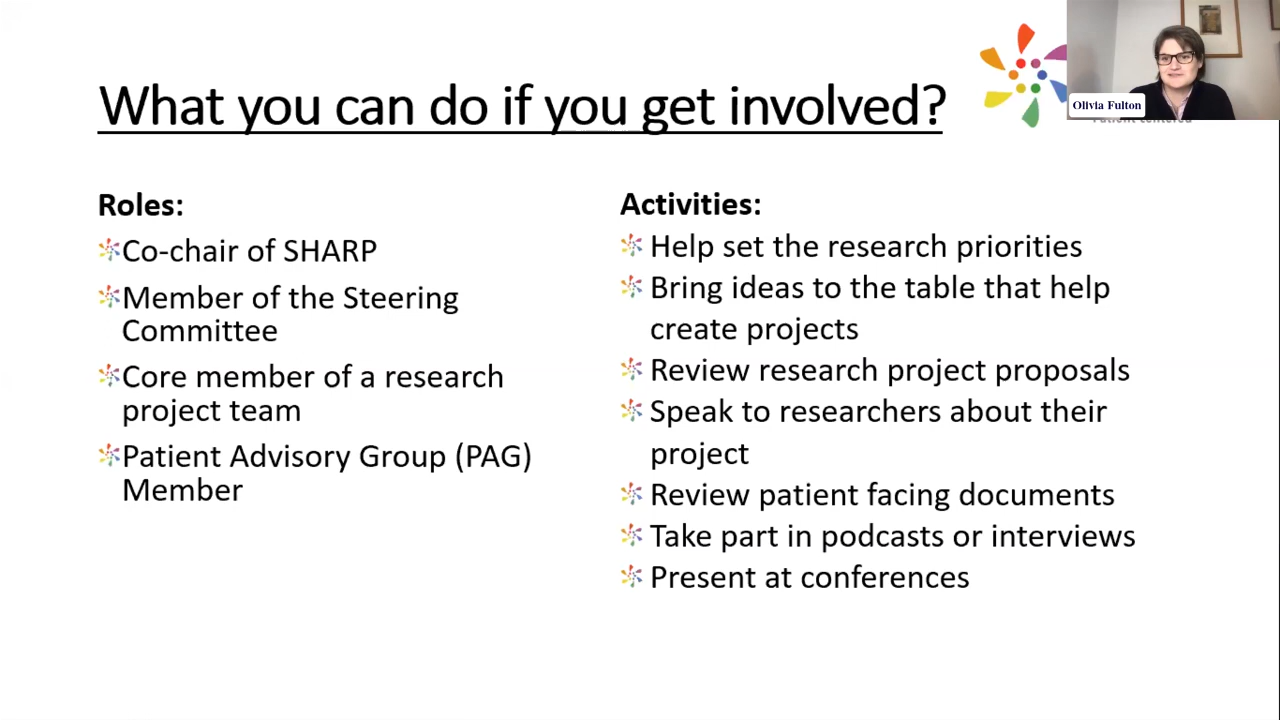 What you can do if you get involved?
Olivia Fulton
Roles:
Co-chair of SHARP
Member of the Steering
Committee
Core member of a research
project team
Patient Advisory Group (PAG)
Member
Activities:
Help set the research priorities
Bring ideas to the table that help
create projects
Review research project proposals
Speak to researchers about their
project
Review patient facing documents
Take part in podcasts or interviews
Present at conferences